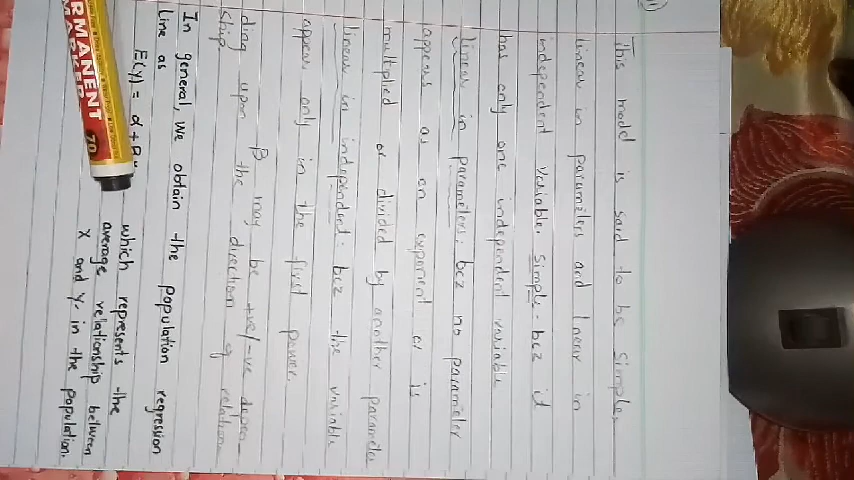 This model is said to be simple,
linear in parameters and linear in
independent variable. Simple - bcz it
has only one independent variable
linear in parameters: bcz no parameter
appears as an exponent or is
multiplied or divided by another parameter
linear in independent: bcz the variable
appears only in the first power.
β may be +ve/-ve depen-
ding upon the direction of relation-
ship
In general, We obtain the population regression
Line as
E(Y) = α + β
which represents the
average relationship between
X and Y in the population.
RMANENT
70